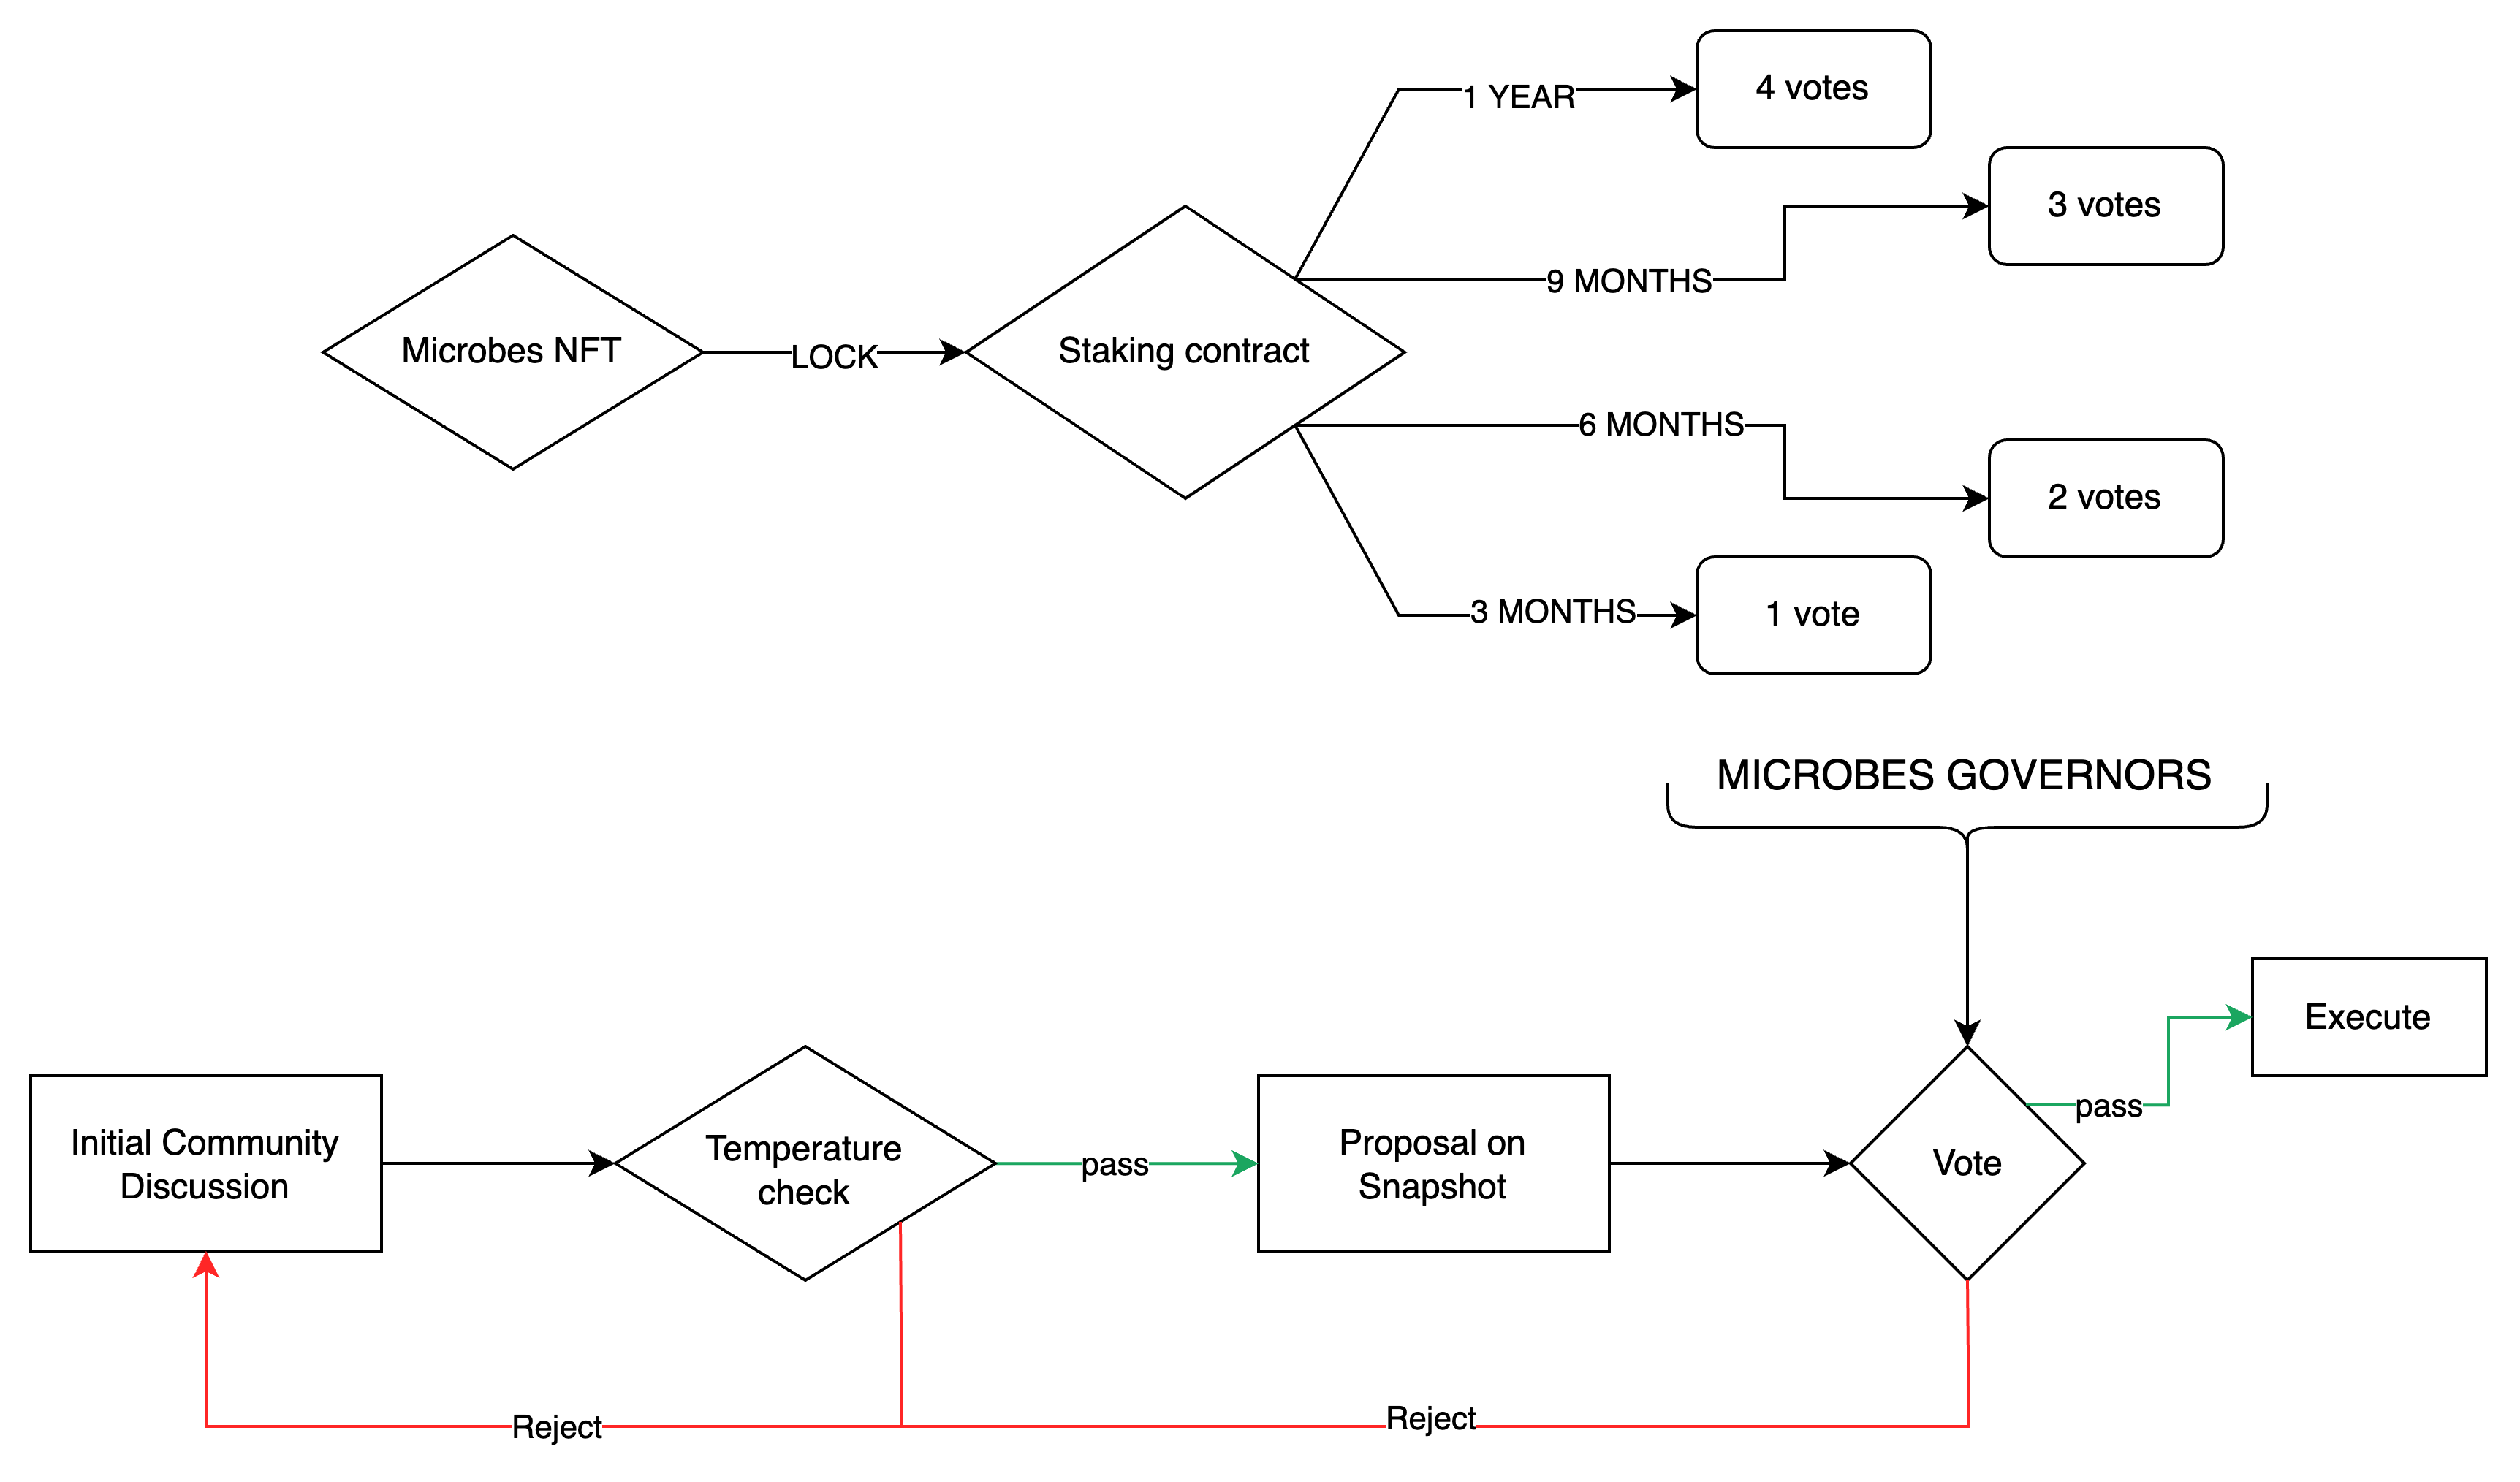 1 YEAR
4 votes
3 votes
9 MONTHS
Microbes NFT
LOCK
Staking contract
6 MONTHS
2 votes
3 MONTHS
1 vote
MICROBES GOVERNORS
Execute
pass
Initial Community
Discussion
Temperature
check
pass
Proposal on
Snapshot
Vote
Reject
Reject